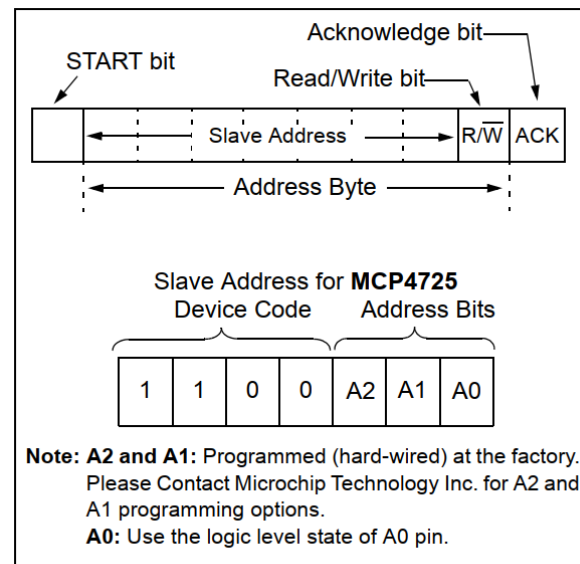 Acknowledge bit
START bit
Read/Write bit
Slave Address R/W̅ ACK
Address Byte
Slave Address for MCP4725
Device Code Address Bits
1 1 0 0 A2 A1 A0
Note: A2 and A1: Programmed (hard-wired) at the factory.
Please Contact Microchip Technology Inc. for A2 and
A1 programming options.
A0: Use the logic level state of A0 pin.